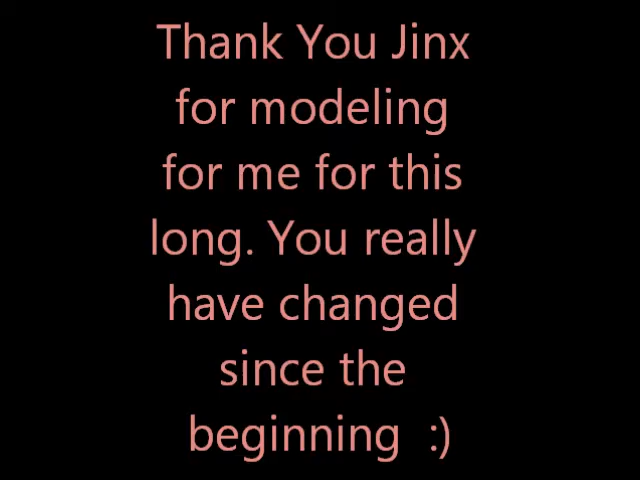 Thank You Jinx
for modeling
for me for this
long. You really
have changed
since the
beginning  :)